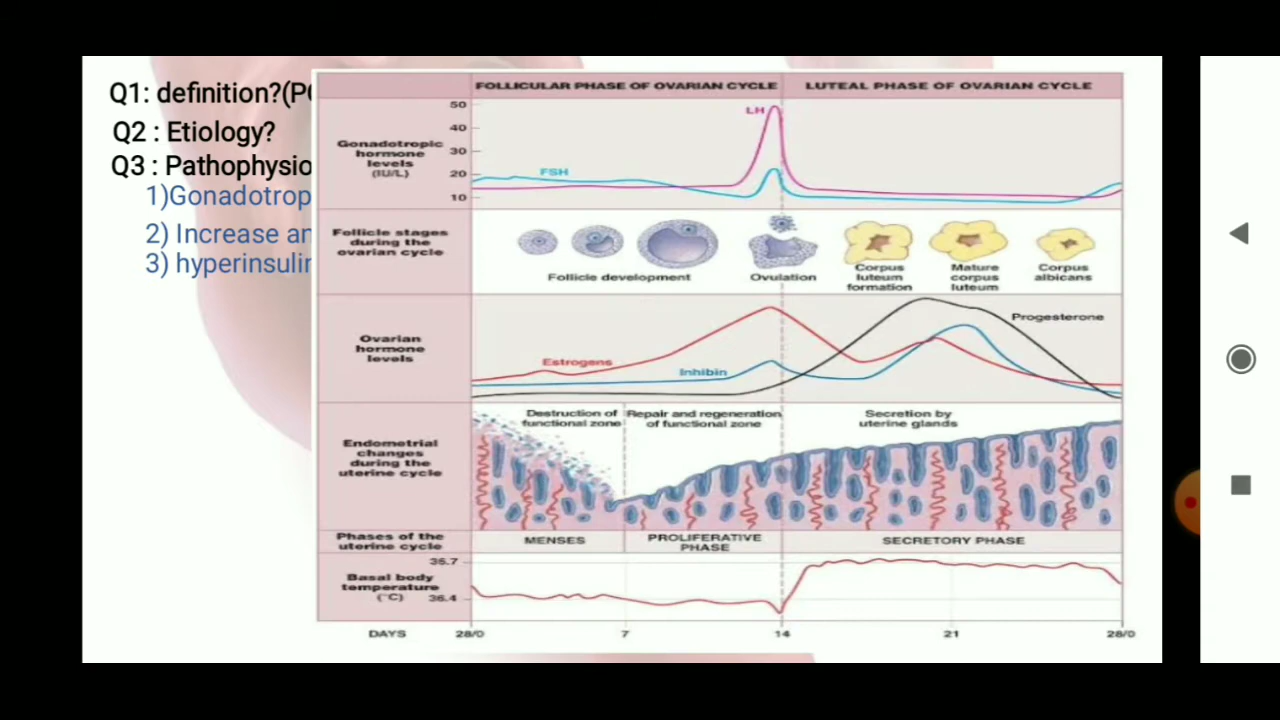 Q1: definition?(P
Q2 : Etiology?
Q3 : Pathophysio
1)Gonadotrop
2) Increase an
3) hyperinsulin
FOLLICULAR PHASE OF OVARIAN CYCLE
LUTEAL PHASE OF OVARIAN CYCLE
Gonadotropic
hormone
levels
(IU/L)
50
40
30
20
10
LH
FSH
Follicle stages
during the
ovarian cycle
Follicle development
Ovulation
Corpus
luteum
formation
Mature
corpus
luteum
Corpus
albicans
Ovarian
hormone
levels
Estrogens
Inhibin
Progesterone
Endometrial
changes
during the
uterine cycle
Destruction of
functional zone
Repair and regeneration
of functional zone
Secretion by
uterine glands
Phases of the
uterine cycle
MENSES
PROLIFERATIVE
PHASE
SECRETORY PHASE
Basal body
temperature
(°C)
36.7
36.4
DAYS
28/0
7
14
21
28/0